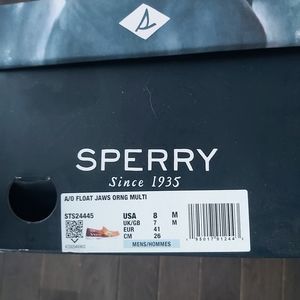 SPERRY
Since 1935
A/O FLOAT JAWS ORNG MULTI
STS24445
USA 8 M
UK/GB 7 M
EUR 41
CM 26
MENS/HOMMES